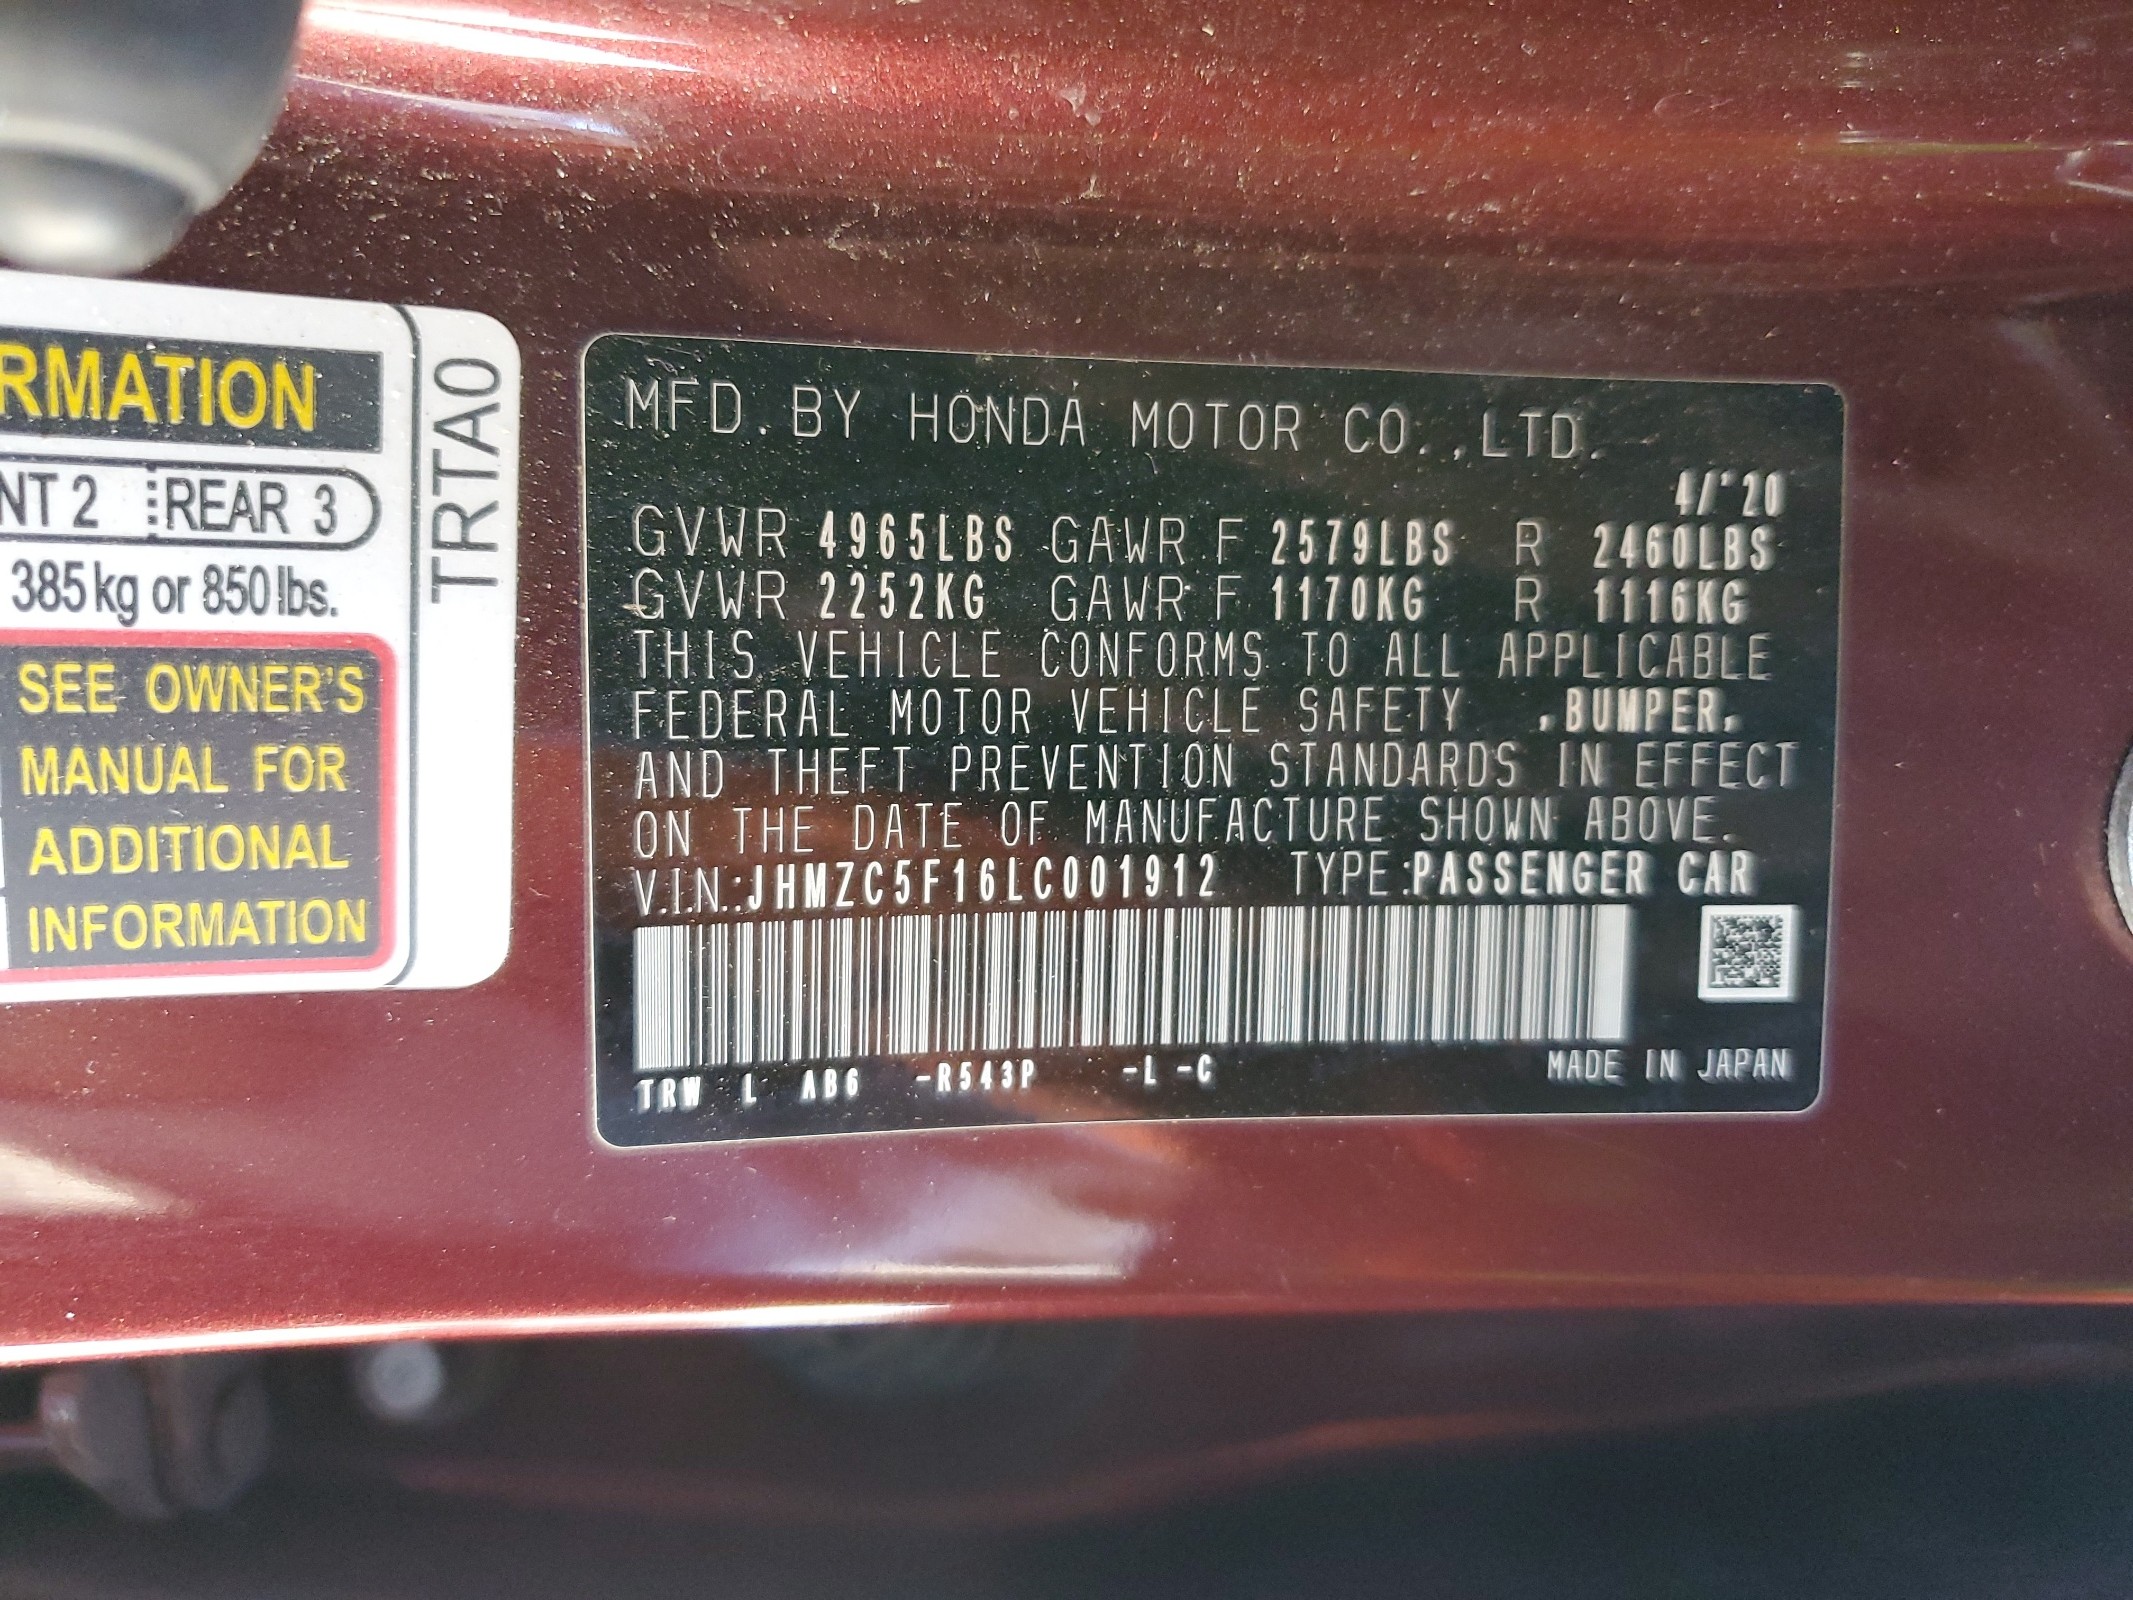 RMATION
NT 2 REAR 3
385 kg or 850 lbs.
SEE OWNER'S
MANUAL FOR
ADDITIONAL
INFORMATION
TRTA0
MFD. BY HONDA MOTOR CO.,LTD.
4/'20
GVWR 4965LBS GAWR F 2579LBS R 2460LBS
GVWR 2252KG GAWR F 1170KG R 1116KG
THIS VEHICLE CONFORMS TO ALL APPLICABLE
FEDERAL MOTOR VEHICLE SAFETY ,BUMPER,
AND THEFT PREVENTION STANDARDS IN EFFECT
ON THE DATE OF MANUFACTURE SHOWN ABOVE.
V.I.N.:JHMZC5F16LC001912 TYPE:PASSENGER CAR
TRW L AB6 -R543P -L -C
MADE IN JAPAN